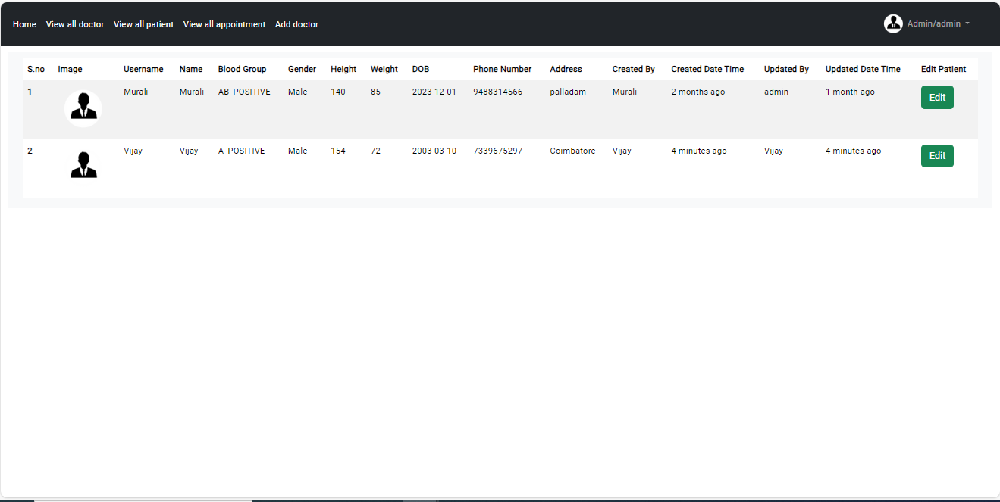 Home View all doctor View all patient View all appointment Add doctor Admin/admin
S.no Image Username Name Blood Group Gender Height Weight DOB Phone Number Address Created By Created Date Time Updated By Updated Date Time Edit Patient
1 Murali Murali AB_POSITIVE Male 140 85 2023-12-01 9488314566 palladam Murali 2 months ago admin 1 month ago Edit
2 Vijay Vijay A_POSITIVE Male 154 72 2003-03-10 7339675297 Coimbatore Vijay 4 minutes ago Vijay 4 minutes ago Edit